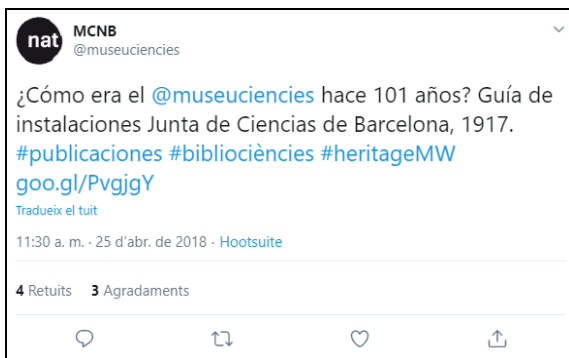 nat
MCNB
@museuciencies
¿Cómo era el @museuciencies hace 101 años? Guía de
instalaciones Junta de Ciencias de Barcelona, 1917.
#publicaciones #bibliociències #heritageMW
goo.gl/PvgjgY
Tradueix el tuit
11:30 a. m. · 25 d'abr. de 2018 · Hootsuite
4 Retuits 3 Agradaments